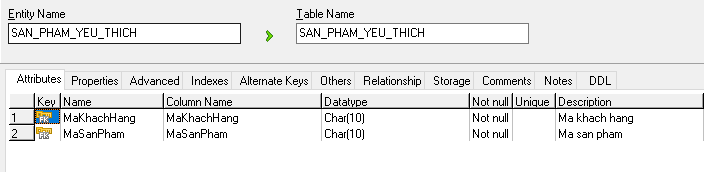 Entity Name Table Name
SAN_PHAM_YEU_THICH SAN_PHAM_YEU_THICH
Attributes Properties Advanced Indexes Alternate Keys Others Relationship Storage Comments Notes DDL
Key Name Column Name Datatype Not null Unique Description
1 MaKhachHang MaKhachHang Char(10) Not null Ma khach hang
2 MaSanPham MaSanPham Char(10) Not null Ma san pham